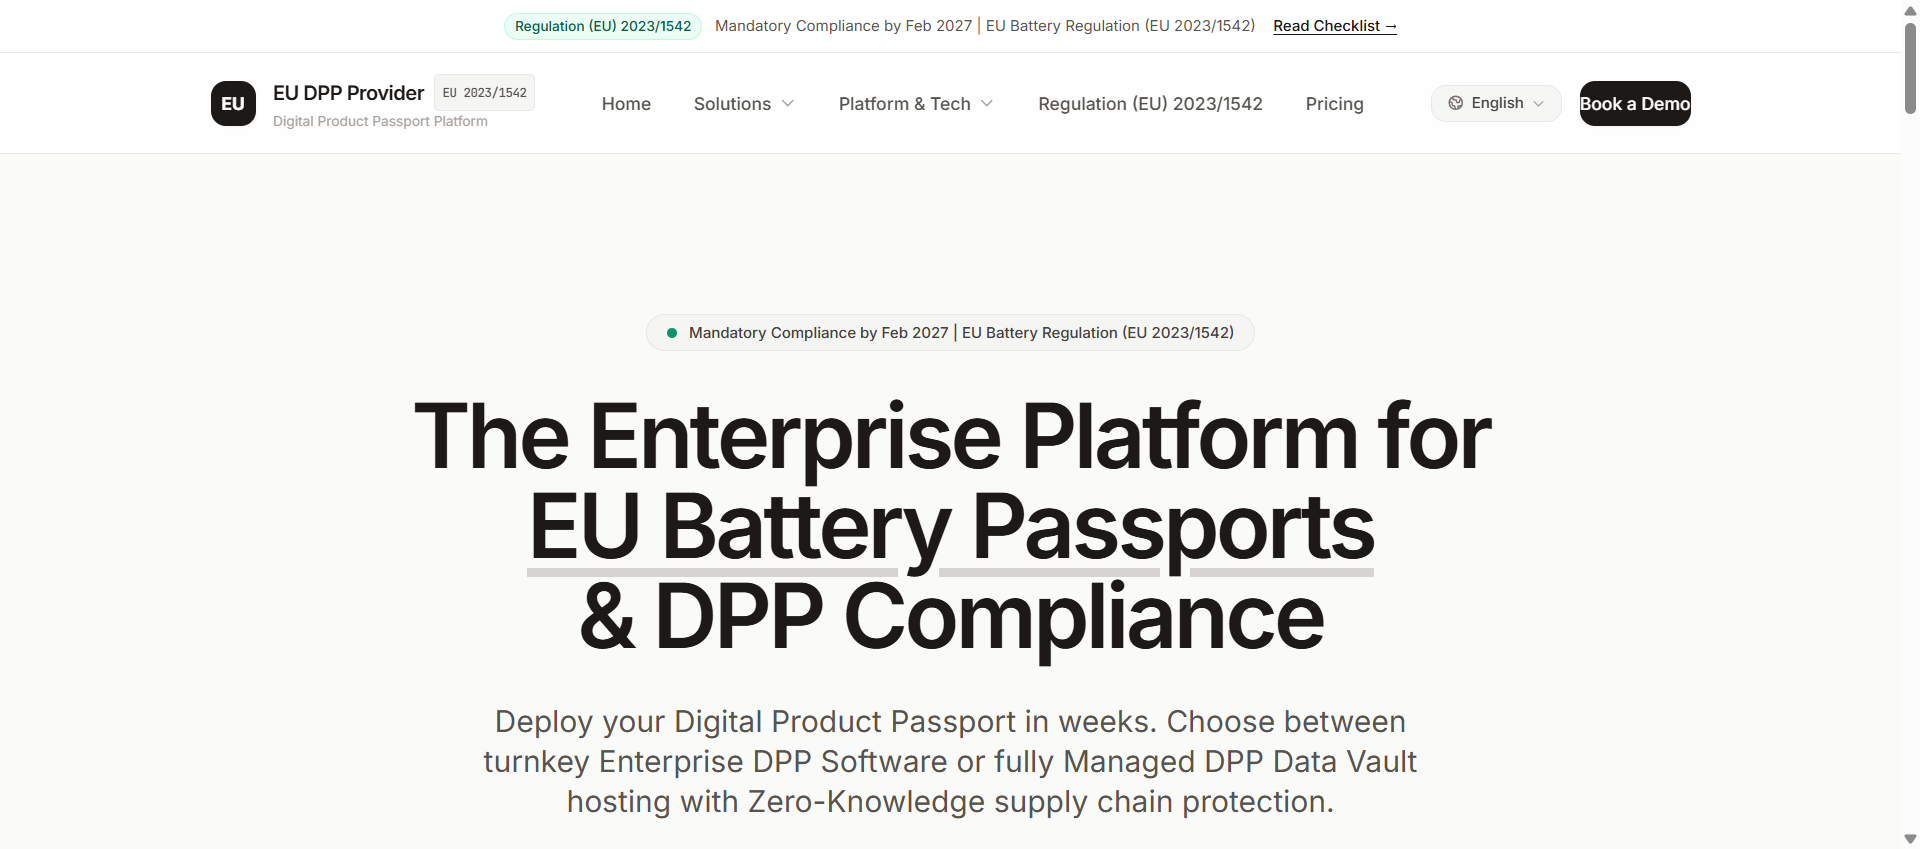 Regulation (EU) 2023/1542 Mandatory Compliance by Feb 2027 | EU Battery Regulation (EU 2023/1542) Read Checklist →
EU EU DPP Provider EU 2023/1542
Digital Product Passport Platform
Home Solutions Platform & Tech Regulation (EU) 2023/1542 Pricing English Book a Demo
Mandatory Compliance by Feb 2027 | EU Battery Regulation (EU 2023/1542)
The Enterprise Platform for
EU Battery Passports
& DPP Compliance
Deploy your Digital Product Passport in weeks. Choose between
turnkey Enterprise DPP Software or fully Managed DPP Data Vault
hosting with Zero-Knowledge supply chain protection.